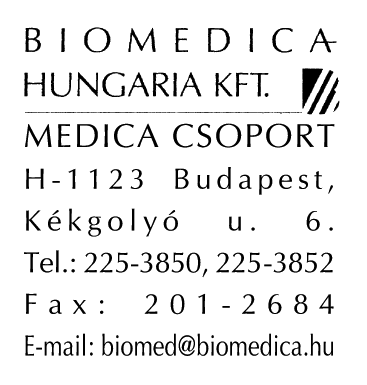 BIOMEDICA
HUNGARIA KFT.
MEDICA CSOPORT
H-1123 Budapest,
Kékgolyó u. 6.
Tel.: 225-3850, 225-3852
Fax: 201-2684
E-mail: biomed@biomedica.hu